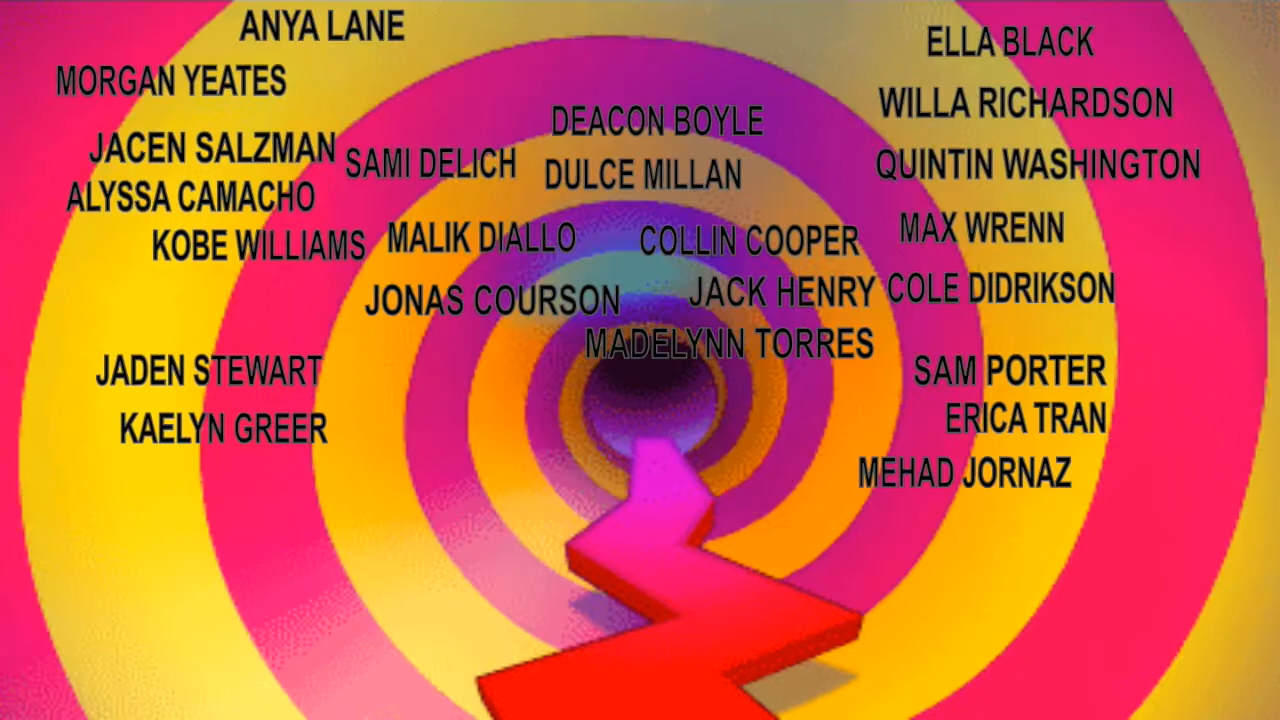 ANYA LANE
MORGAN YEATES
JACEN SALZMAN
ALYSSA CAMACHO
KOBE WILLIAMS
JADEN STEWART
KAELYN GREER
SAMI DELICH
MALIK DIALLO
JONAS COURSON
DEACON BOYLE
DULCE MILLAN
COLLIN COOPER
JACK HENRY
MADELYNN TORRES
ELLA BLACK
WILLA RICHARDSON
QUINTIN WASHINGTON
MAX WRENN
COLE DIDRIKSON
SAM PORTER
ERICA TRAN
MEHAD JORNAZ